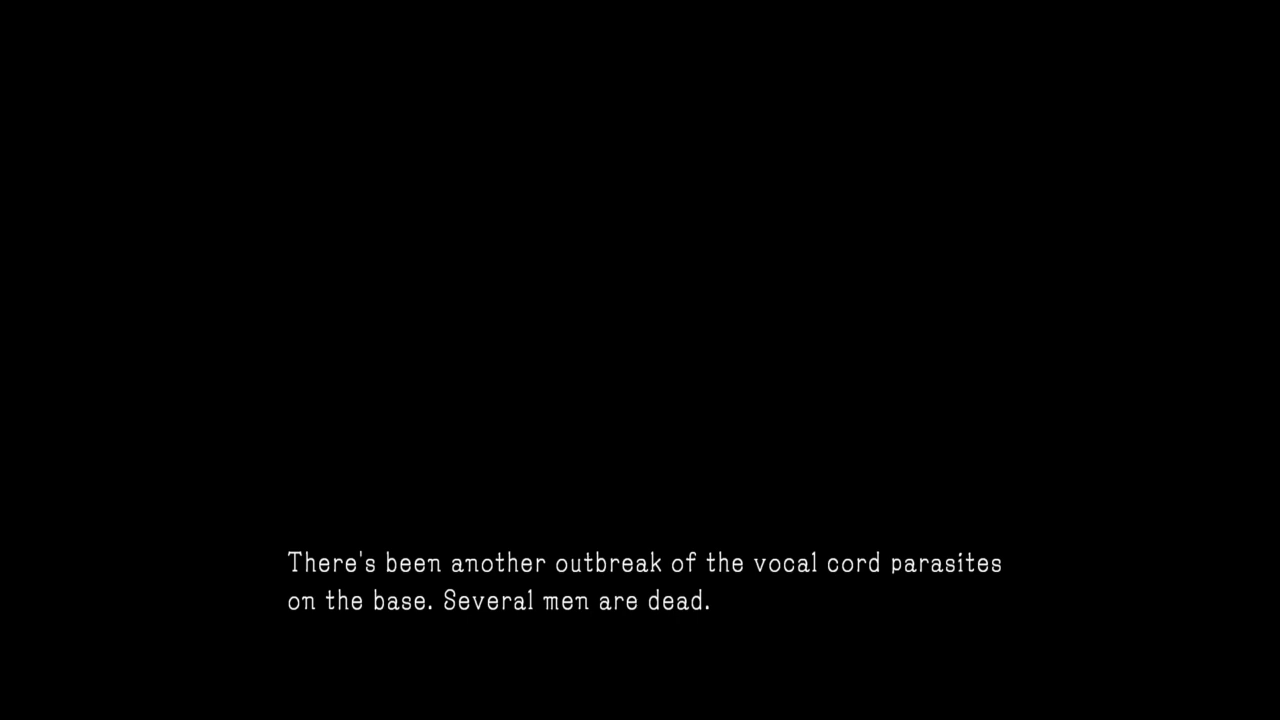 There's been another outbreak of the vocal cord parasites
on the base. Several men are dead.